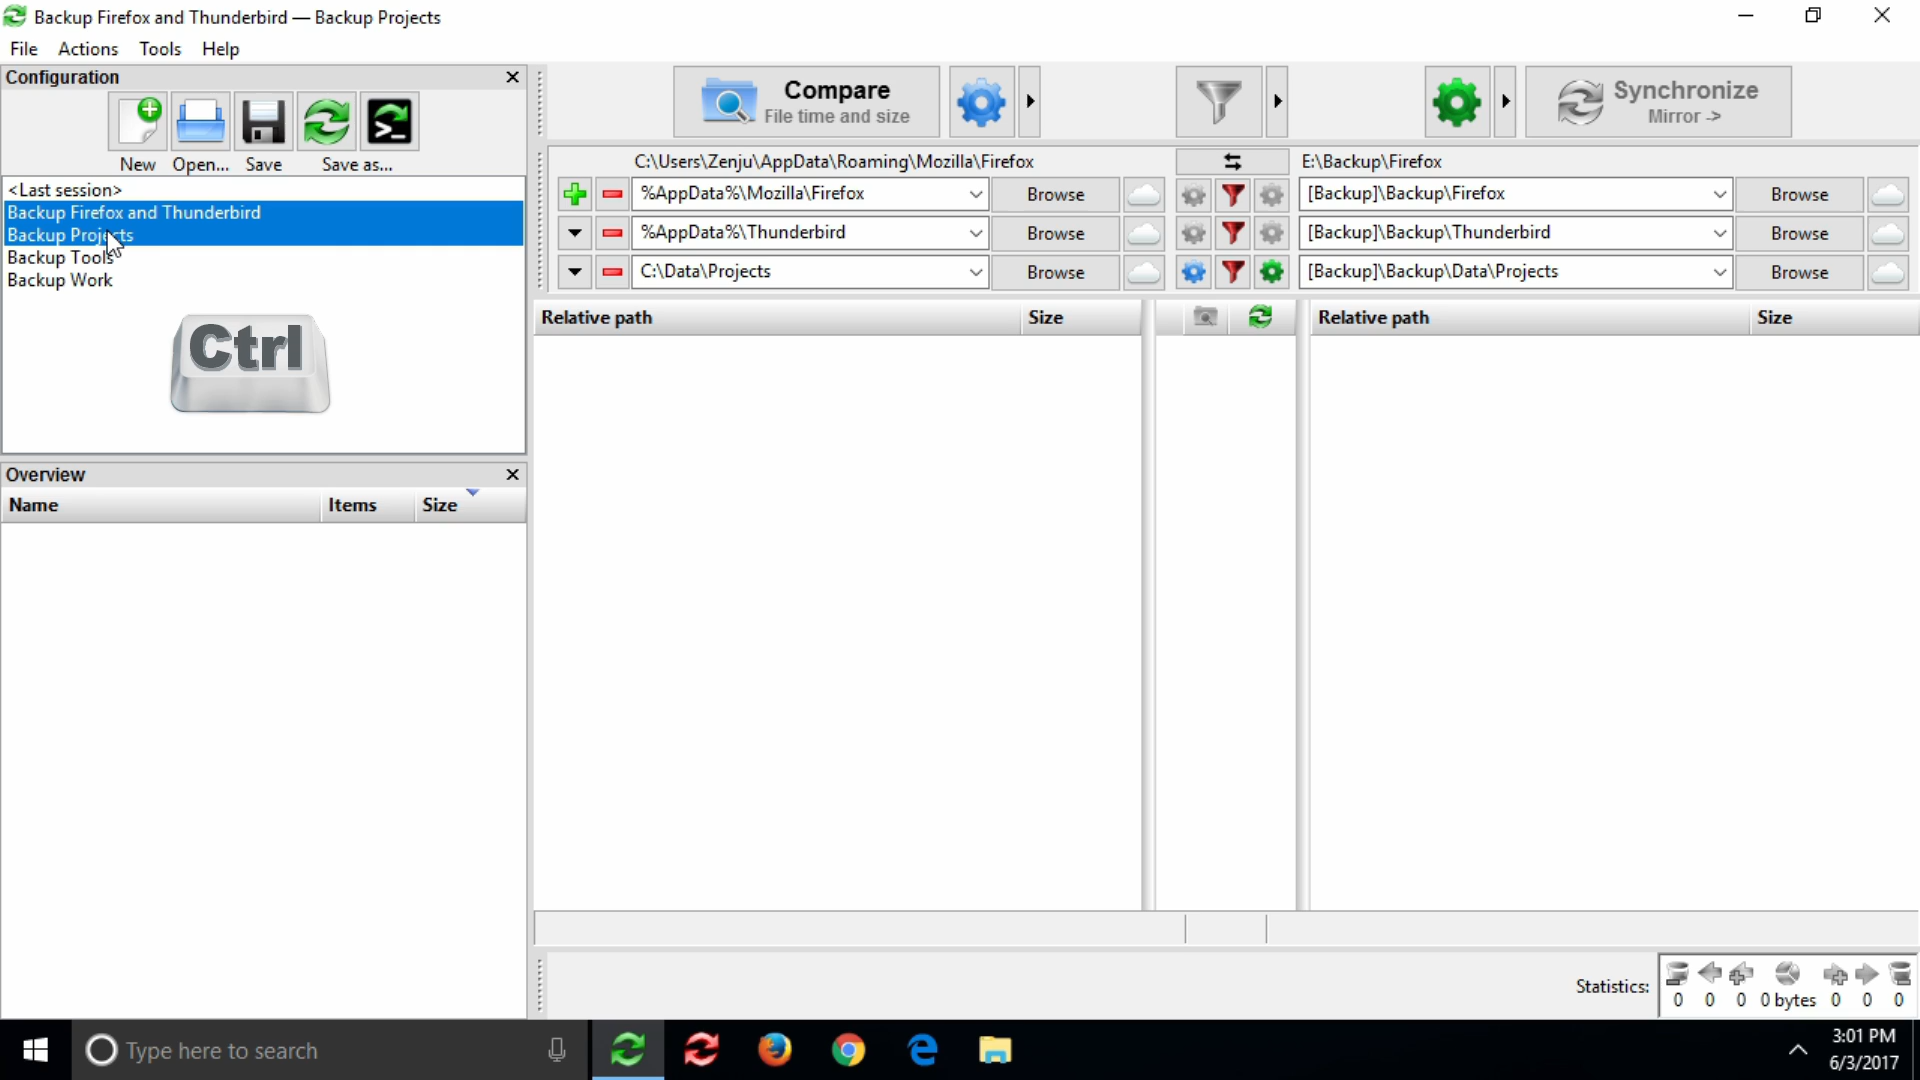 Backup Firefox and Thunderbird — Backup Projects
File Actions Tools Help
Configuration
New Open... Save Save as...
<Last session>
Backup Firefox and Thunderbird
Backup Projects
Backup Tools
Backup Work
Ctrl
Overview
Name Items Size
Compare
File time and size
Synchronize
Mirror ->
C:\Users\Zenju\AppData\Roaming\Mozilla\Firefox E:\Backup\Firefox
%AppData%\Mozilla\Firefox Browse [Backup]\Backup\Firefox Browse
%AppData%\Thunderbird Browse [Backup]\Backup\Thunderbird Browse
C:\Data\Projects Browse [Backup]\Backup\Data\Projects Browse
Relative path Size Relative path Size
Statistics: 0 0 0 0 bytes 0 0 0
Type here to search
3:01 PM
6/3/2017